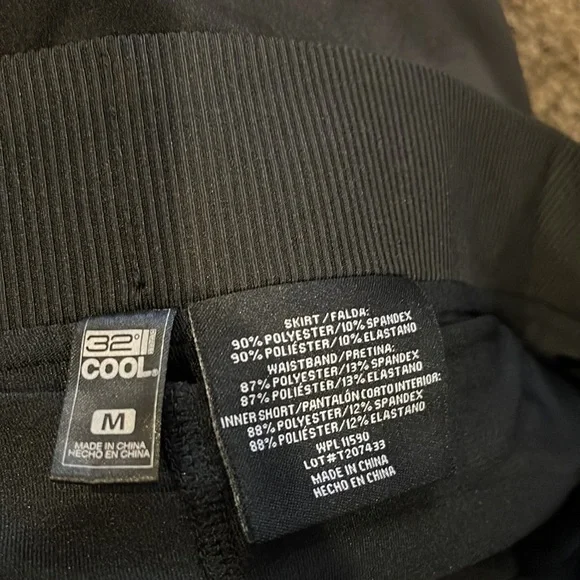 32°
COOL®
M
MADE IN CHINA
HECHO EN CHINA
SKIRT/FALDA:
90% POLYESTER/10% SPANDEX
90% POLIÉSTER/10% ELASTANO
WAISTBAND/PRETINA:
87% POLYESTER/13% SPANDEX
87% POLIÉSTER/13% ELASTANO
INNER SHORT/PANTALÓN CORTO INTERIOR:
88% POLYESTER/12% SPANDEX
88% POLIÉSTER/12% ELASTANO
WPL 11590
LOT#T207433
MADE IN CHINA
HECHO EN CHINA